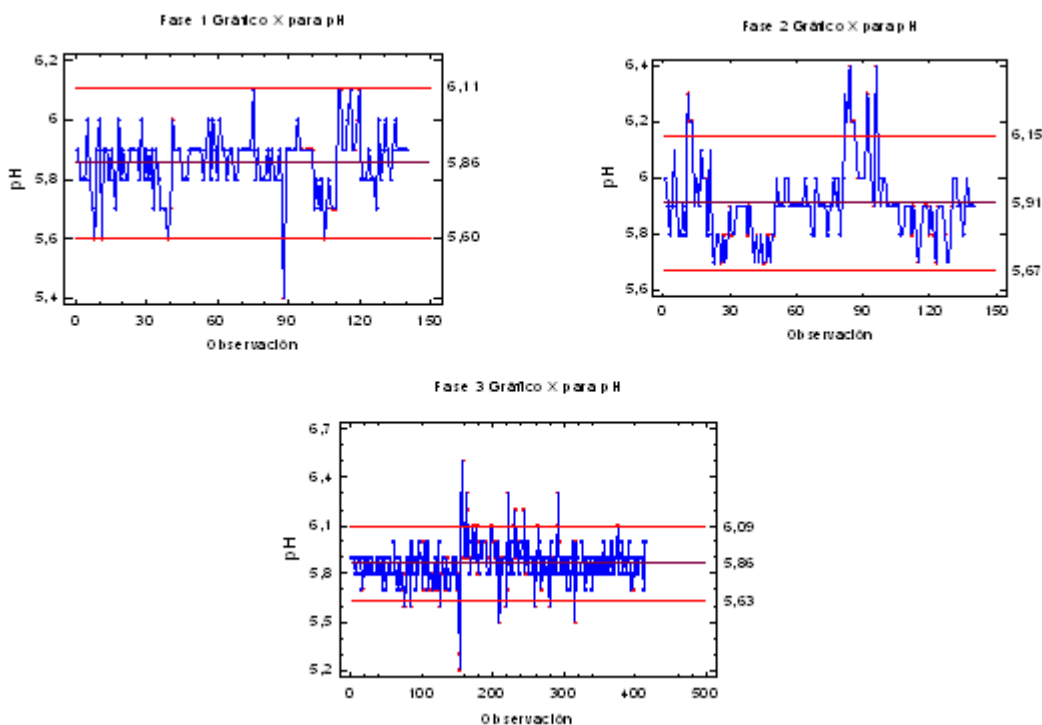 Fase 1 Gráfico X para pH
6,2
6
5,8
5,6
5,4
pH
6,11
5,86
5,60
0 30 60 90 120 150
Observación
Fase 2 Gráfico X para pH
6,4
6,2
6
5,8
5,6
pH
6,15
5,91
5,67
0 30 60 90 120 150
Observación
Fase 3 Gráfico X para pH
6,7
6,4
6,1
5,8
5,5
5,2
pH
6,09
5,86
5,63
0 100 200 300 400 500
Observación